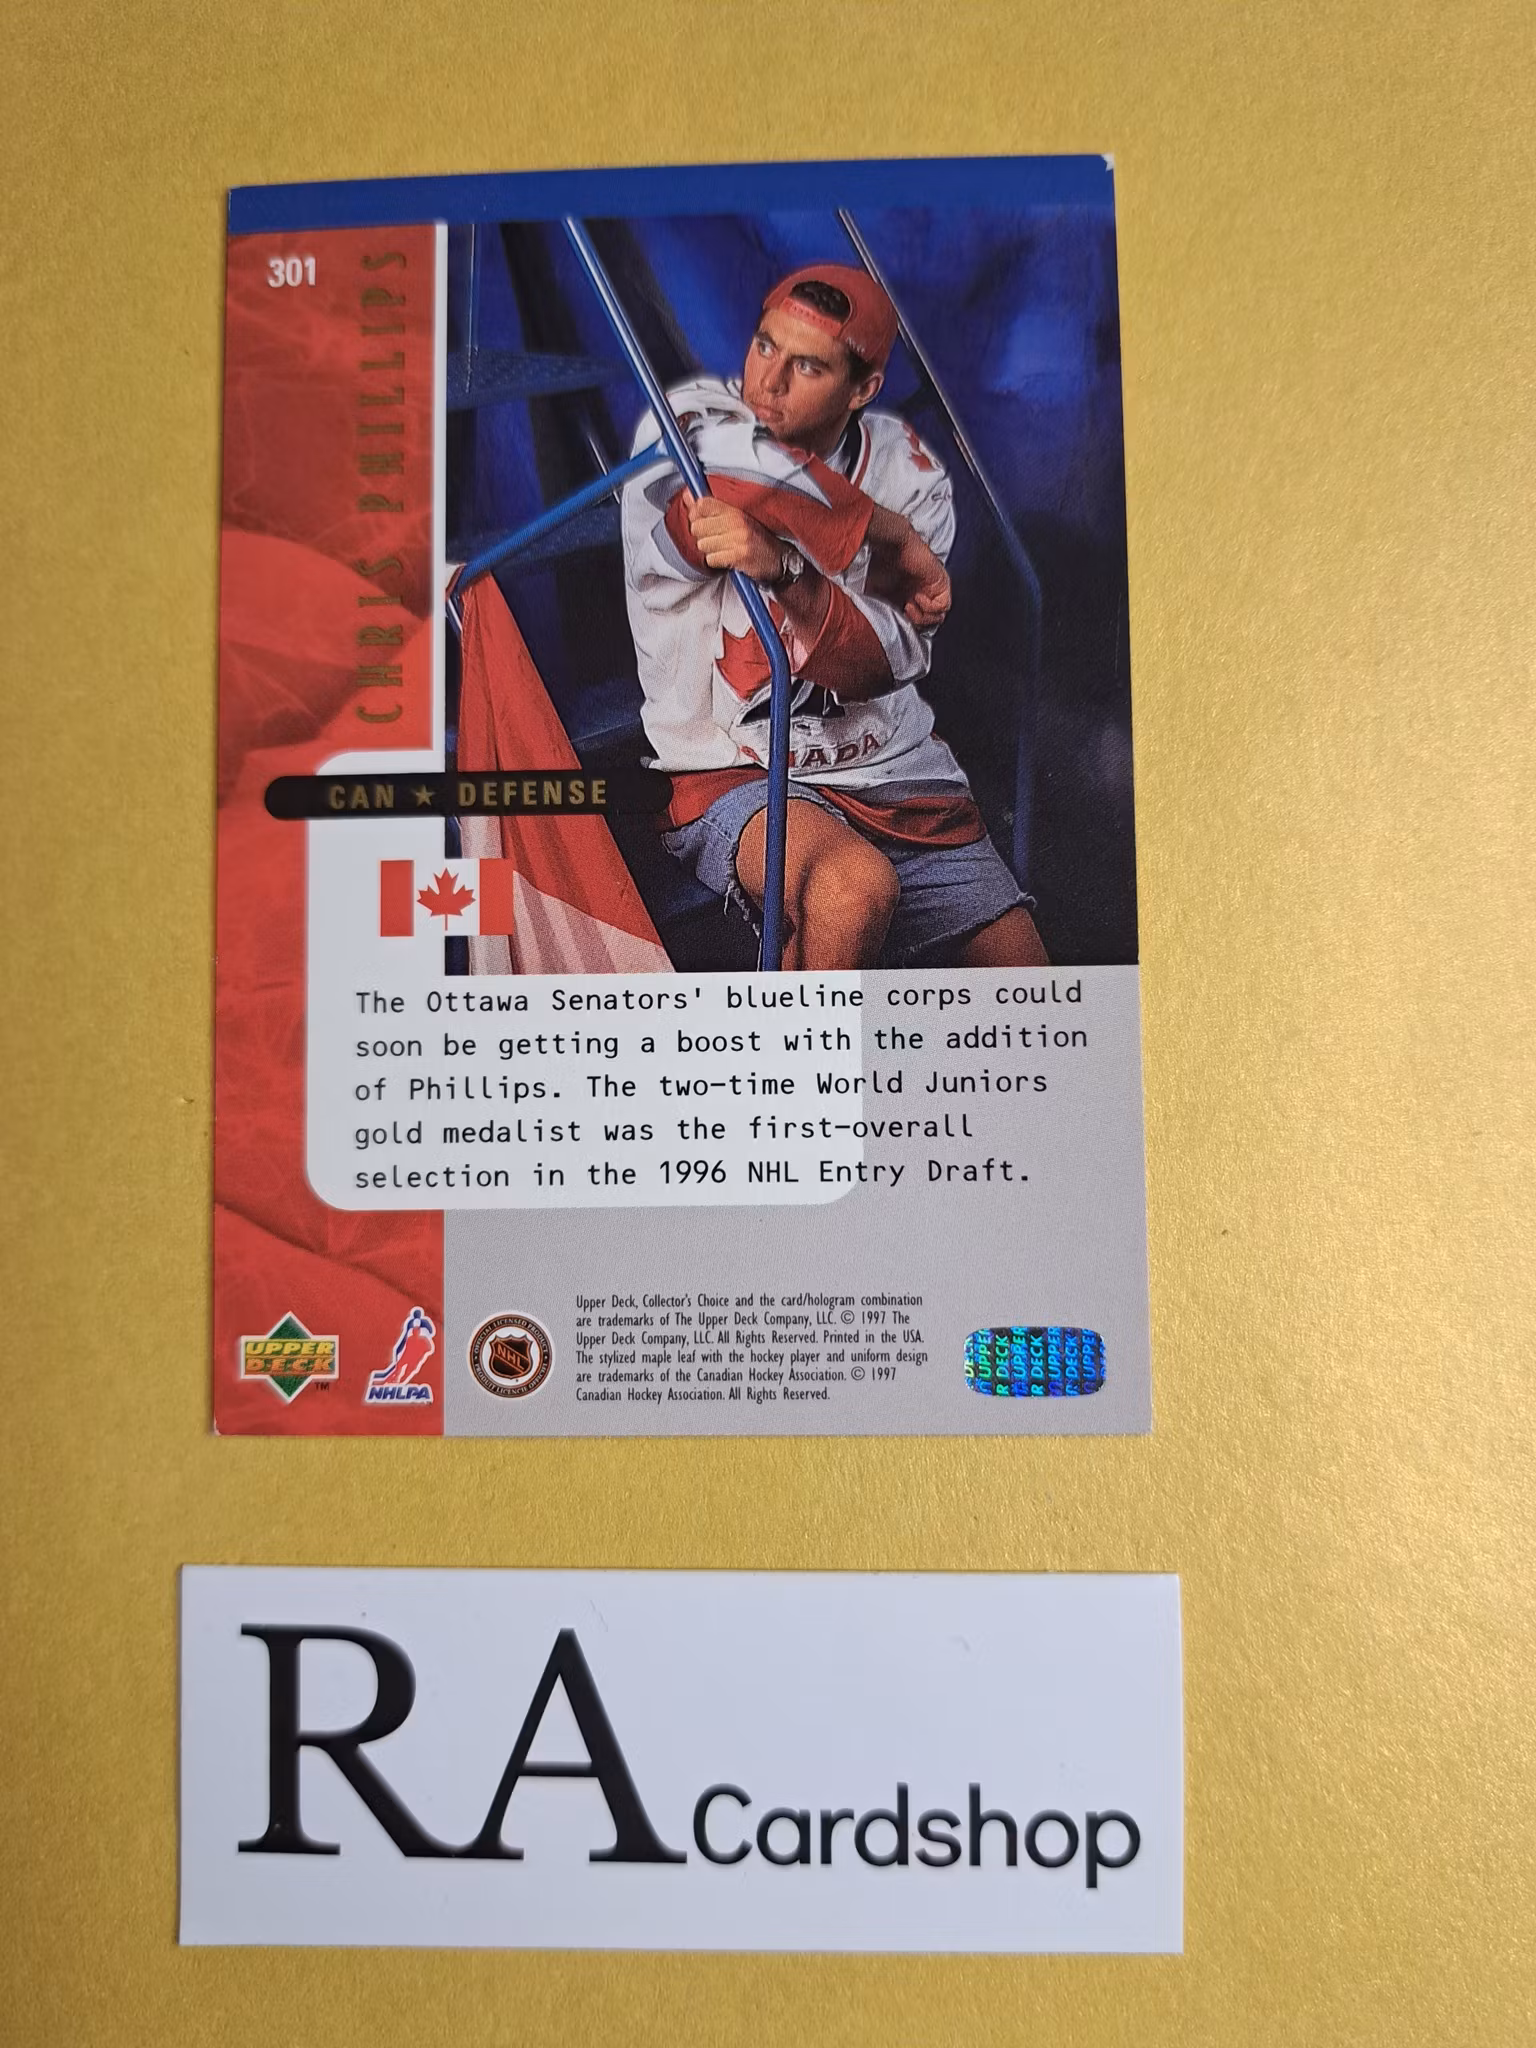 301
CHRIS PHILLIPS
CANADA
CAN ★ DEFENSE
The Ottawa Senators' blueline corps could
soon be getting a boost with the addition
of Phillips. The two-time World Juniors
gold medalist was the first-overall
selection in the 1996 NHL Entry Draft.
Upper Deck, Collector's Choice and the card/hologram combination
are trademarks of The Upper Deck Company, LLC. © 1997 The
Upper Deck Company, LLC. All Rights Reserved. Printed in the USA.
The stylized maple leaf with the hockey player and uniform design
are trademarks of the Canadian Hockey Association. © 1997
Canadian Hockey Association. All Rights Reserved.
UPPER
DECK
TM
NHLPA
NHL
UPPER DECK
RA Cardshop